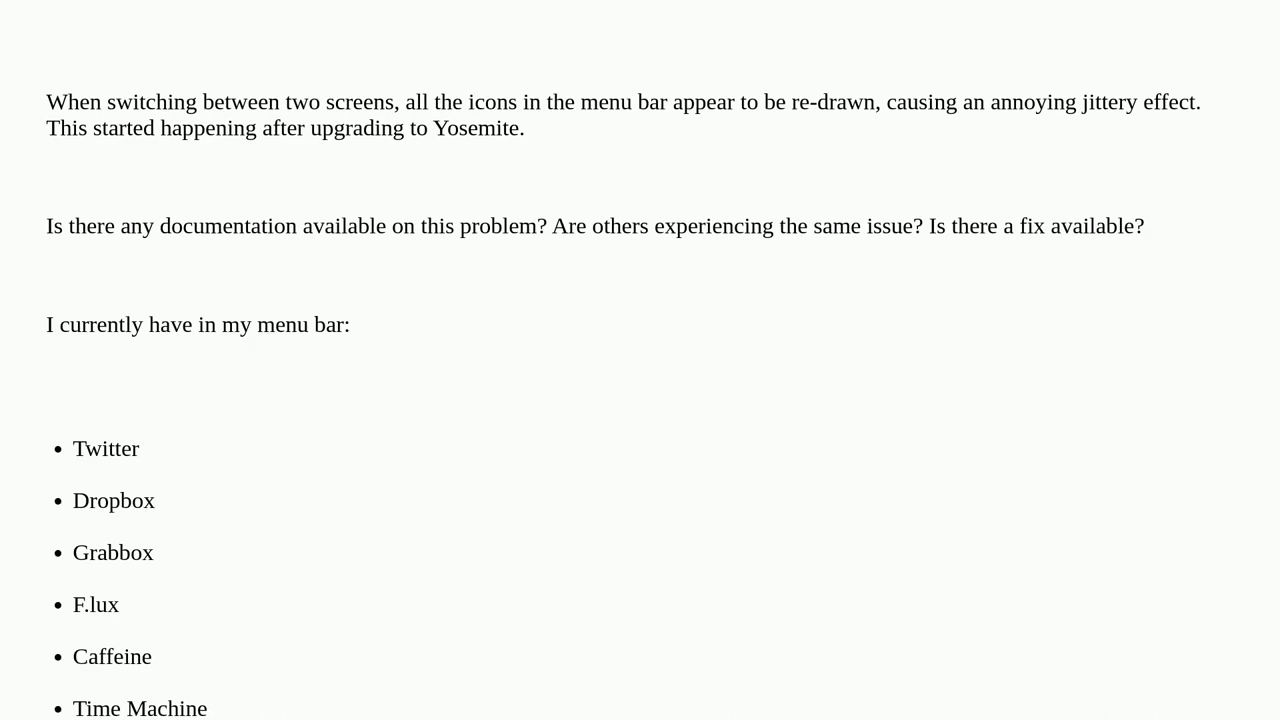 When switching between two screens, all the icons in the menu bar appear to be re-drawn, causing an annoying jittery effect.
This started happening after upgrading to Yosemite.
Is there any documentation available on this problem? Are others experiencing the same issue? Is there a fix available?
I currently have in my menu bar:
• Twitter
• Dropbox
• Grabbox
• F.lux
• Caffeine
• Time Machine